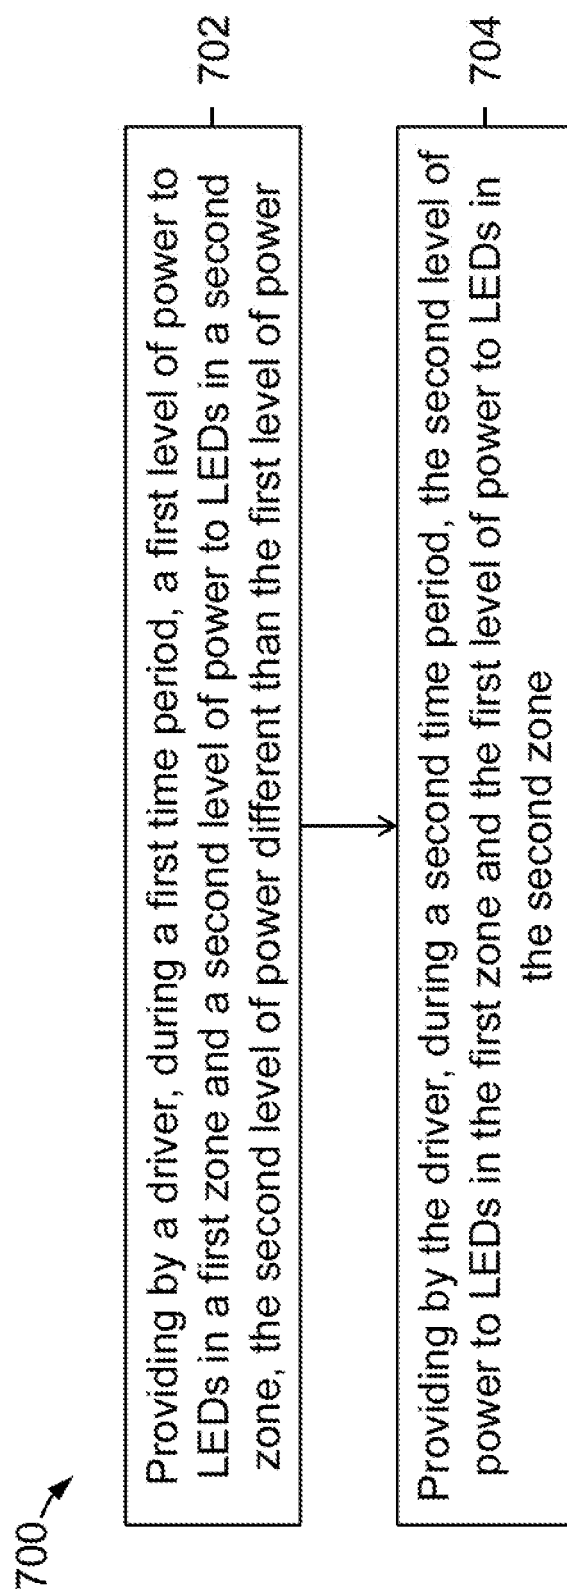 700
Providing by a driver, during a first time period, a first level of power to
LEDs in a first zone and a second level of power to LEDs in a second
zone, the second level of power different than the first level of power
702
Providing by the driver, during a second time period, the second level of
power to LEDs in the first zone and the first level of power to LEDs in
the second zone
704